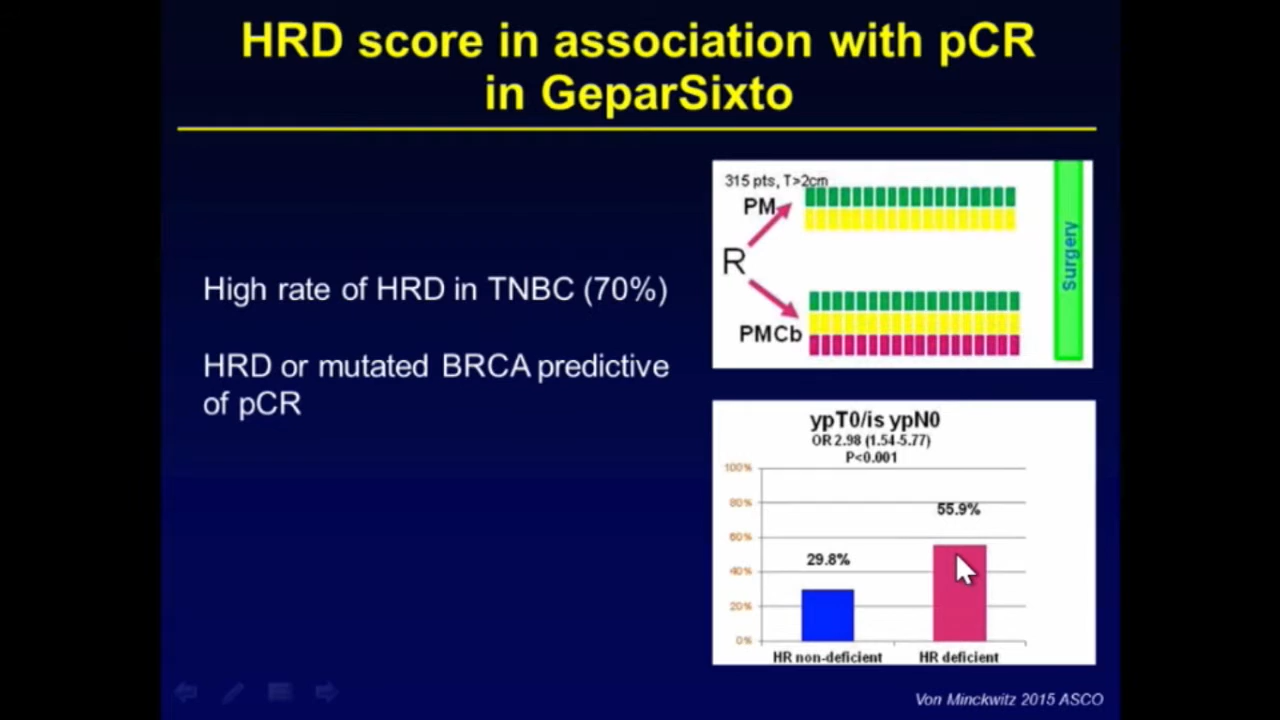 HRD score in association with pCR
in GeparSixto
High rate of HRD in TNBC (70%)
HRD or mutated BRCA predictive
of pCR
315 pts, T>2cm
PM
R
PMCb
Surgery
ypT0/is ypN0
OR 2.98 (1.54-5.77)
P<0.001
100%
80%
60%
40%
20%
0%
55.9%
29.8%
HR non-deficient
HR deficient
Von Minckwitz 2015 ASCO